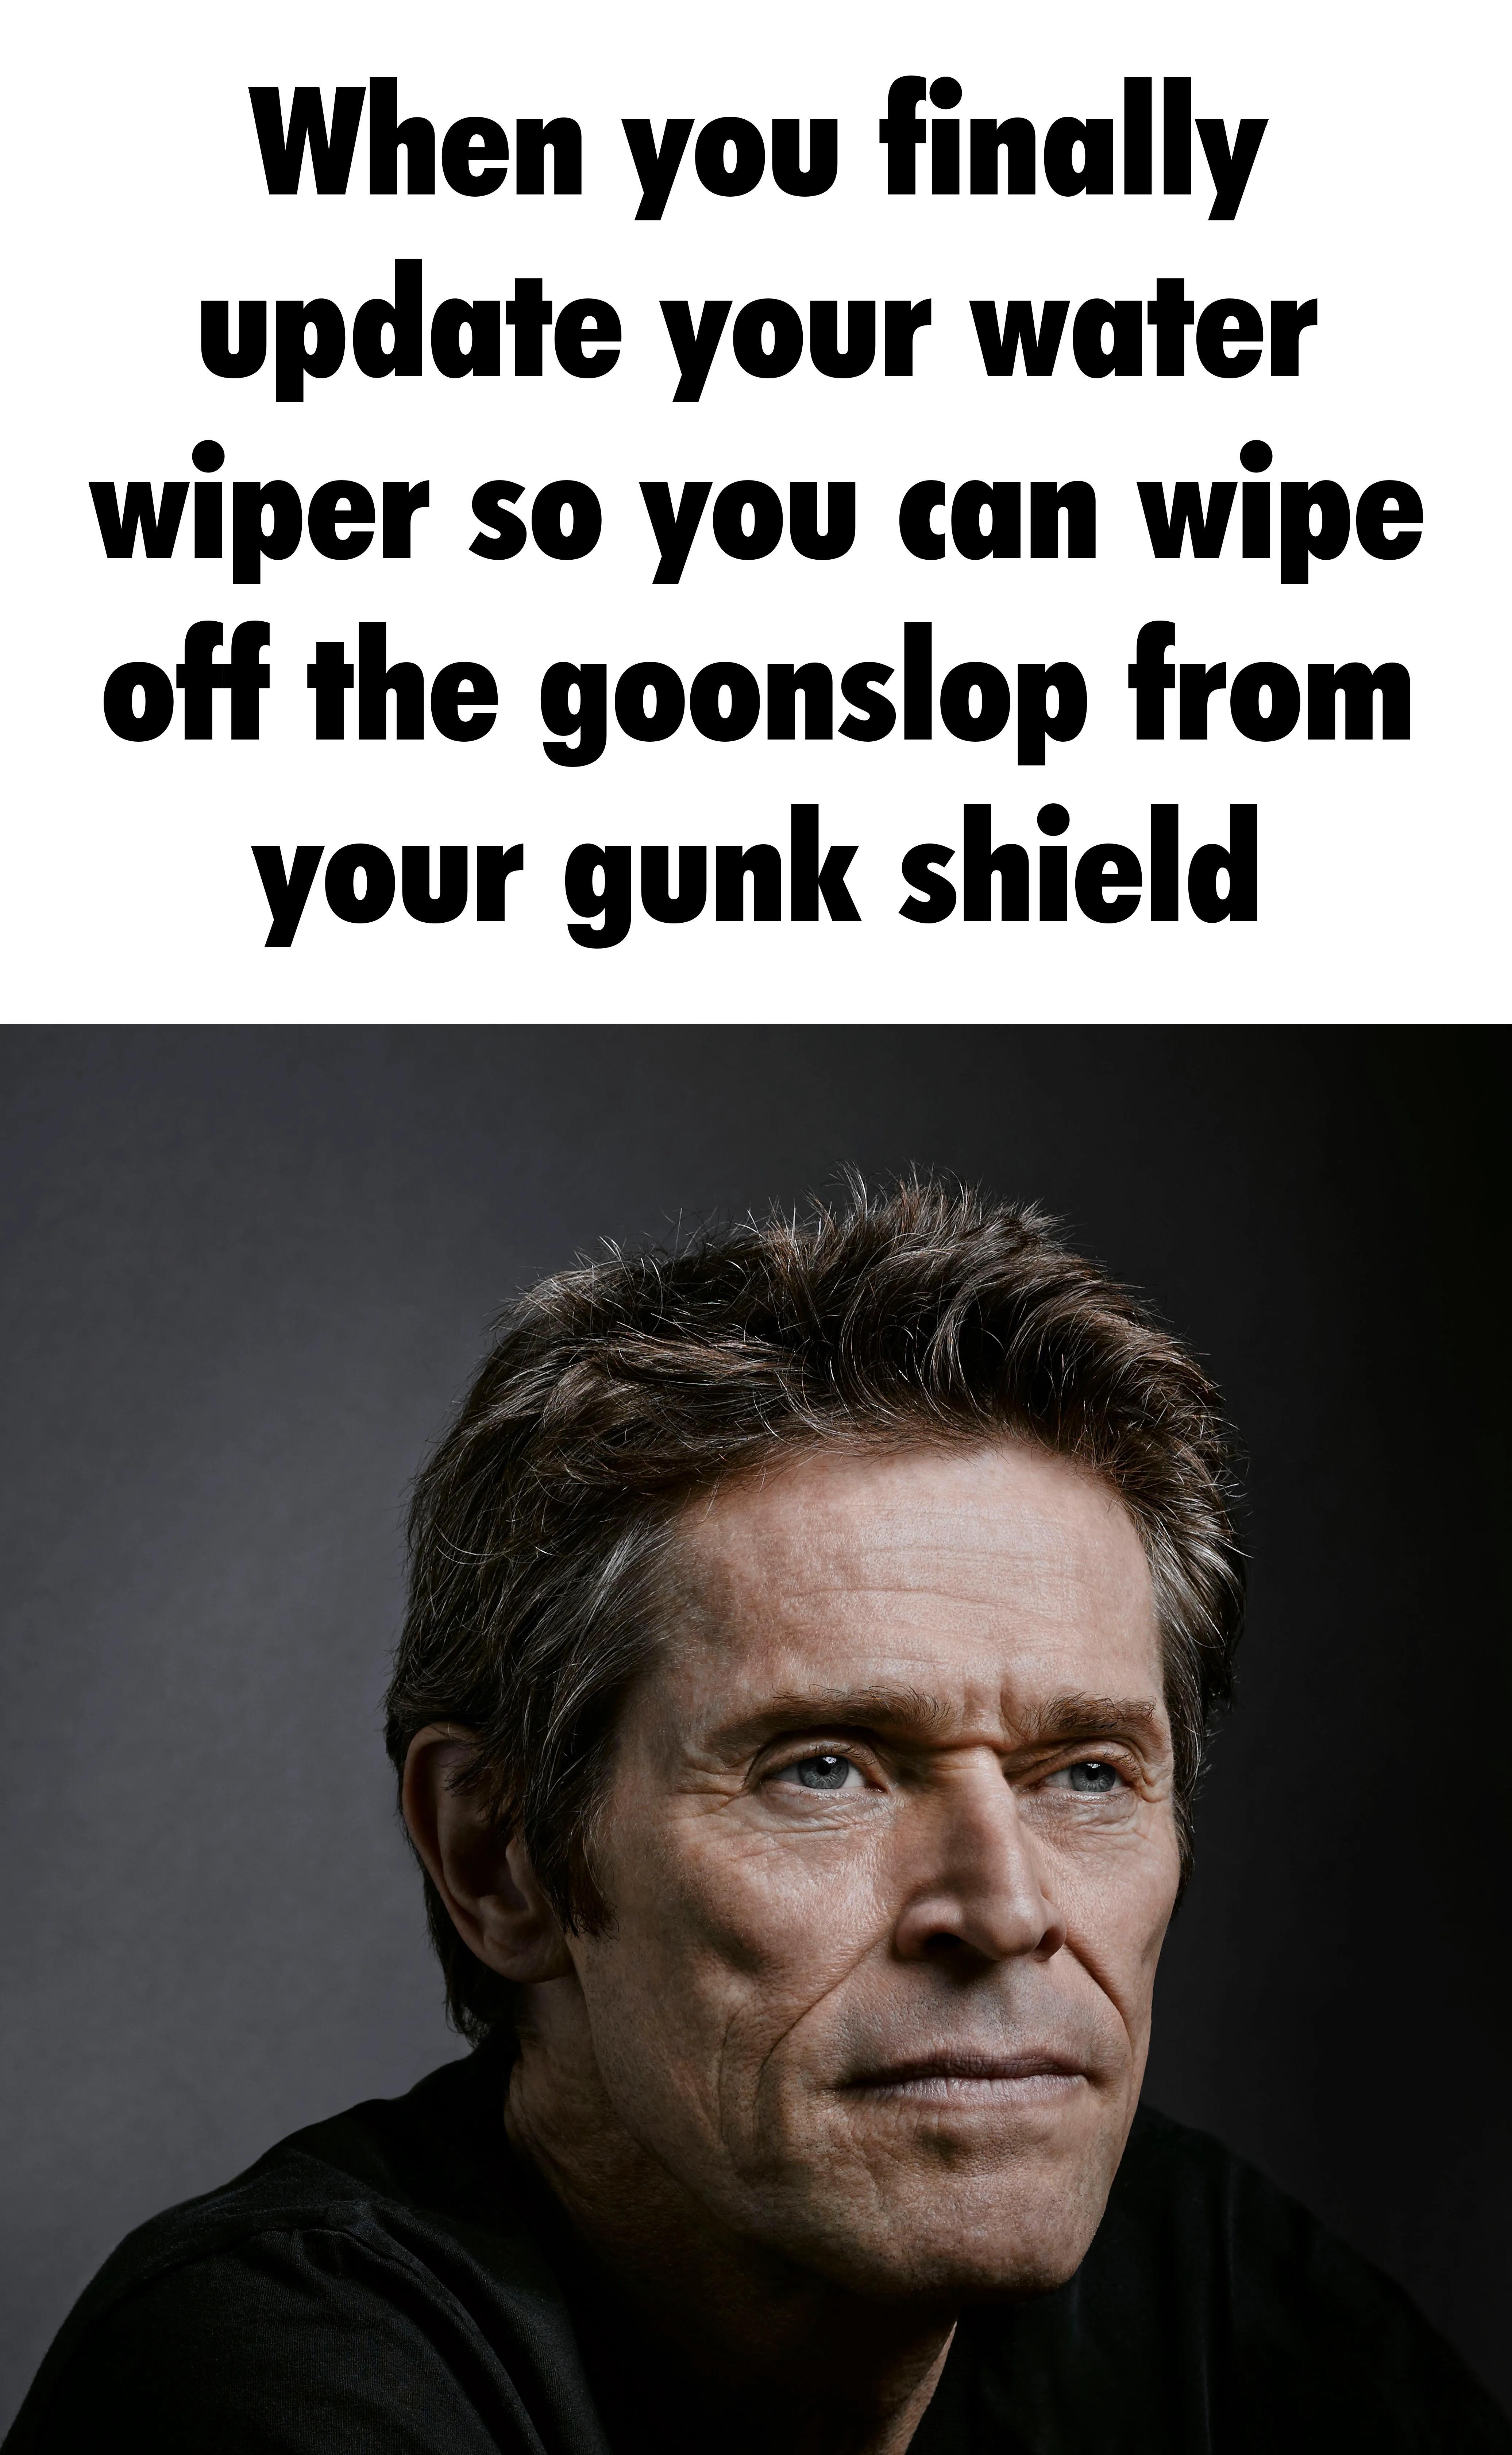 When you finally
update your water
wiper so you can wipe
off the goonslop from
your gunk shield